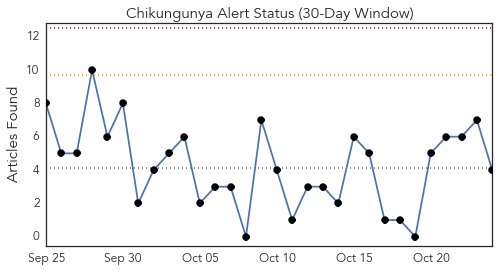 Chikungunya Alert Status (30-Day Window)
Articles Found
12
10
8
6
4
2
0
Sep 25
Sep 30
Oct 05
Oct 10
Oct 15
Oct 20